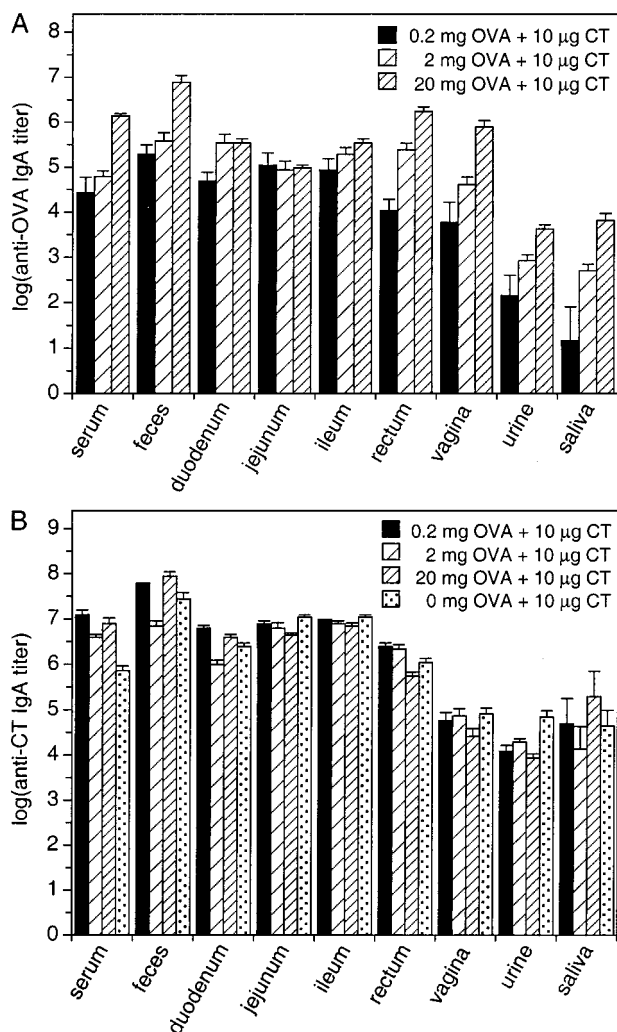 A
0.2 mg OVA + 10 µg CT
2 mg OVA + 10 µg CT
20 mg OVA + 10 µg CT
log(anti-OVA IgA titer)
8
7
6
5
4
3
2
1
0
serum
feces
duodenum
jejunum
ileum
rectum
vagina
urine
saliva
B
0.2 mg OVA + 10 µg CT
2 mg OVA + 10 µg CT
20 mg OVA + 10 µg CT
0 mg OVA + 10 µg CT
log(anti-CT IgA titer)
9
8
7
6
5
4
3
2
1
0
serum
feces
duodenum
jejunum
ileum
rectum
vagina
urine
saliva